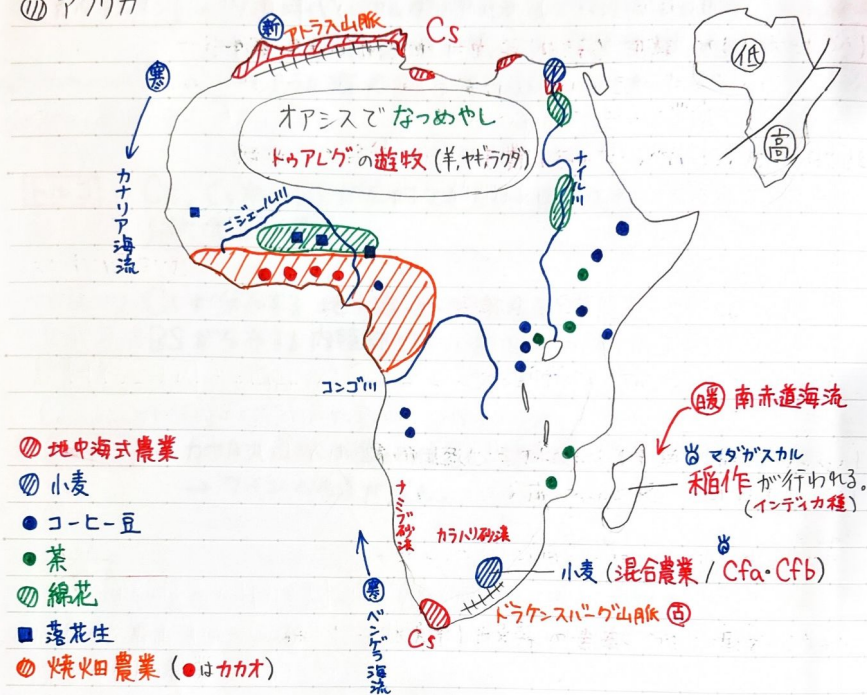 アフリカ
新 アトラス山脈
Cs
寒
カナリア海流
オアシスで なつめやし
トゥアレグの遊牧 (羊,ヤギ,ラクダ)
低
高
ナイル川
ニジェール川
コンゴ川
暖 南赤道海流
マダガスカル
稲作が行われる。
(インディカ種)
ナミブ砂漠
カラハリ砂漠
小麦 (混合農業 / Cfa・Cfb)
ドラケンスバーグ山脈 古
Cs
寒 ベンゲラ海流
地中海式農業
小麦
コーヒー豆
茶
綿花
落花生
焼畑農業 (●はカカオ)